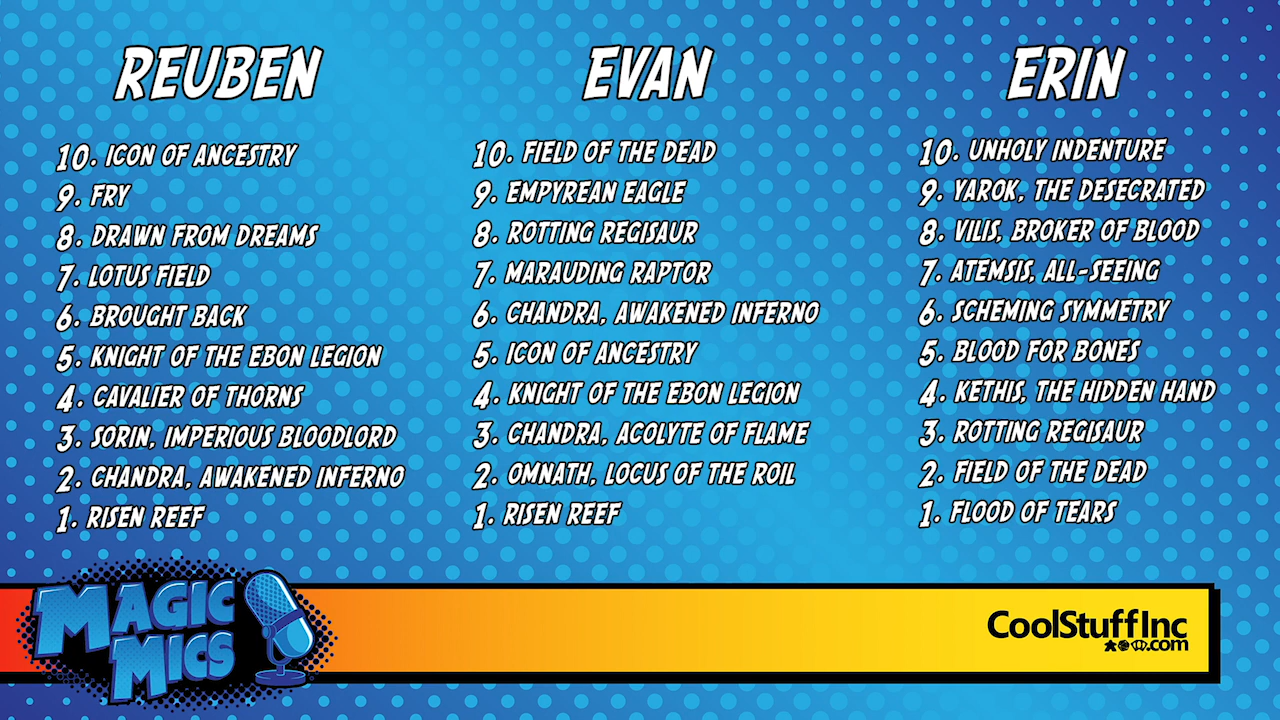 REUBEN
10. ICON OF ANCESTRY
9. FRY
8. DRAWN FROM DREAMS
7. LOTUS FIELD
6. BROUGHT BACK
5. KNIGHT OF THE EBON LEGION
4. CAVALIER OF THORNS
3. SORIN, IMPERIOUS BLOODLORD
2. CHANDRA, AWAKENED INFERNO
1. RISEN REEF
EVAN
10. FIELD OF THE DEAD
9. EMPYREAN EAGLE
8. ROTTING REGISAUR
7. MARAUDING RAPTOR
6. CHANDRA, AWAKENED INFERNO
5. ICON OF ANCESTRY
4. KNIGHT OF THE EBON LEGION
3. CHANDRA, ACOLYTE OF FLAME
2. OMNATH, LOCUS OF THE ROIL
1. RISEN REEF
ERIN
10. UNHOLY INDENTURE
9. YAROK, THE DESECRATED
8. VILIS, BROKER OF BLOOD
7. ATEMSIS, ALL-SEEING
6. SCHEMING SYMMETRY
5. BLOOD FOR BONES
4. KETHIS, THE HIDDEN HAND
3. ROTTING REGISAUR
2. FIELD OF THE DEAD
1. FLOOD OF TEARS
MAGIC
MICS
CoolStuffInc
.com